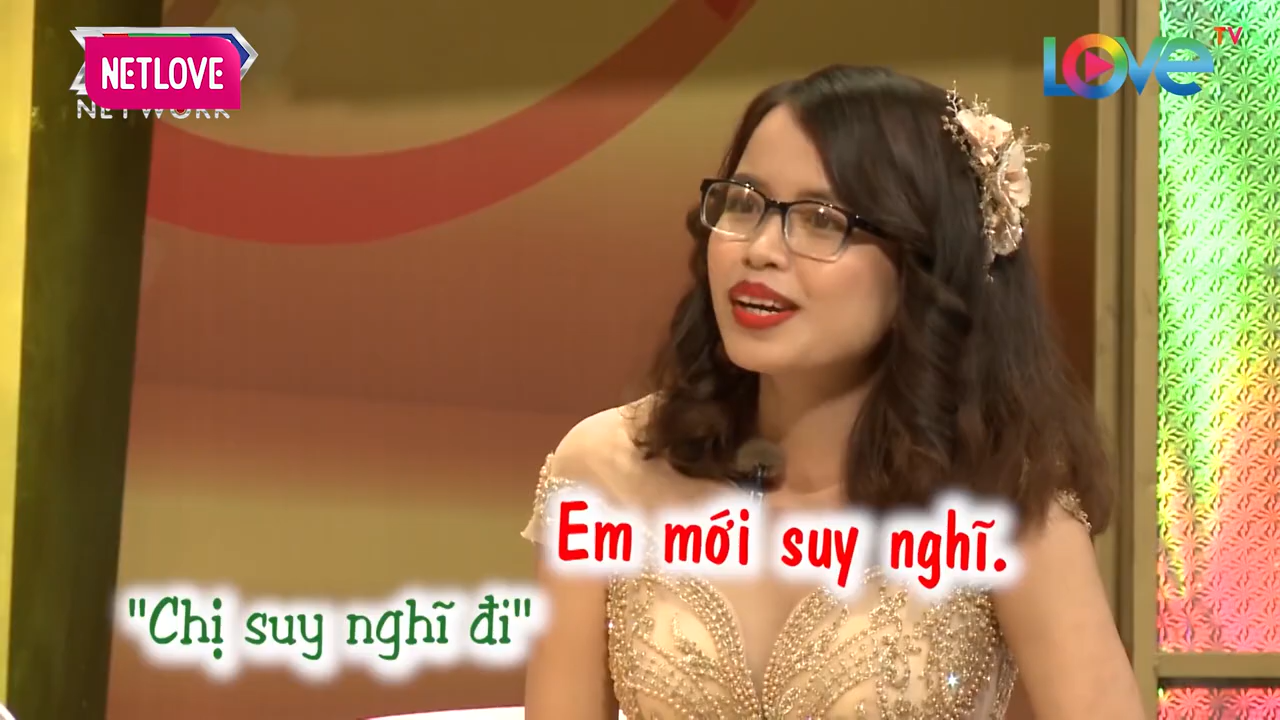 NETLOVE
NETWORK
LOVE TV
Em mới suy nghĩ.
"Chị suy nghĩ đi"